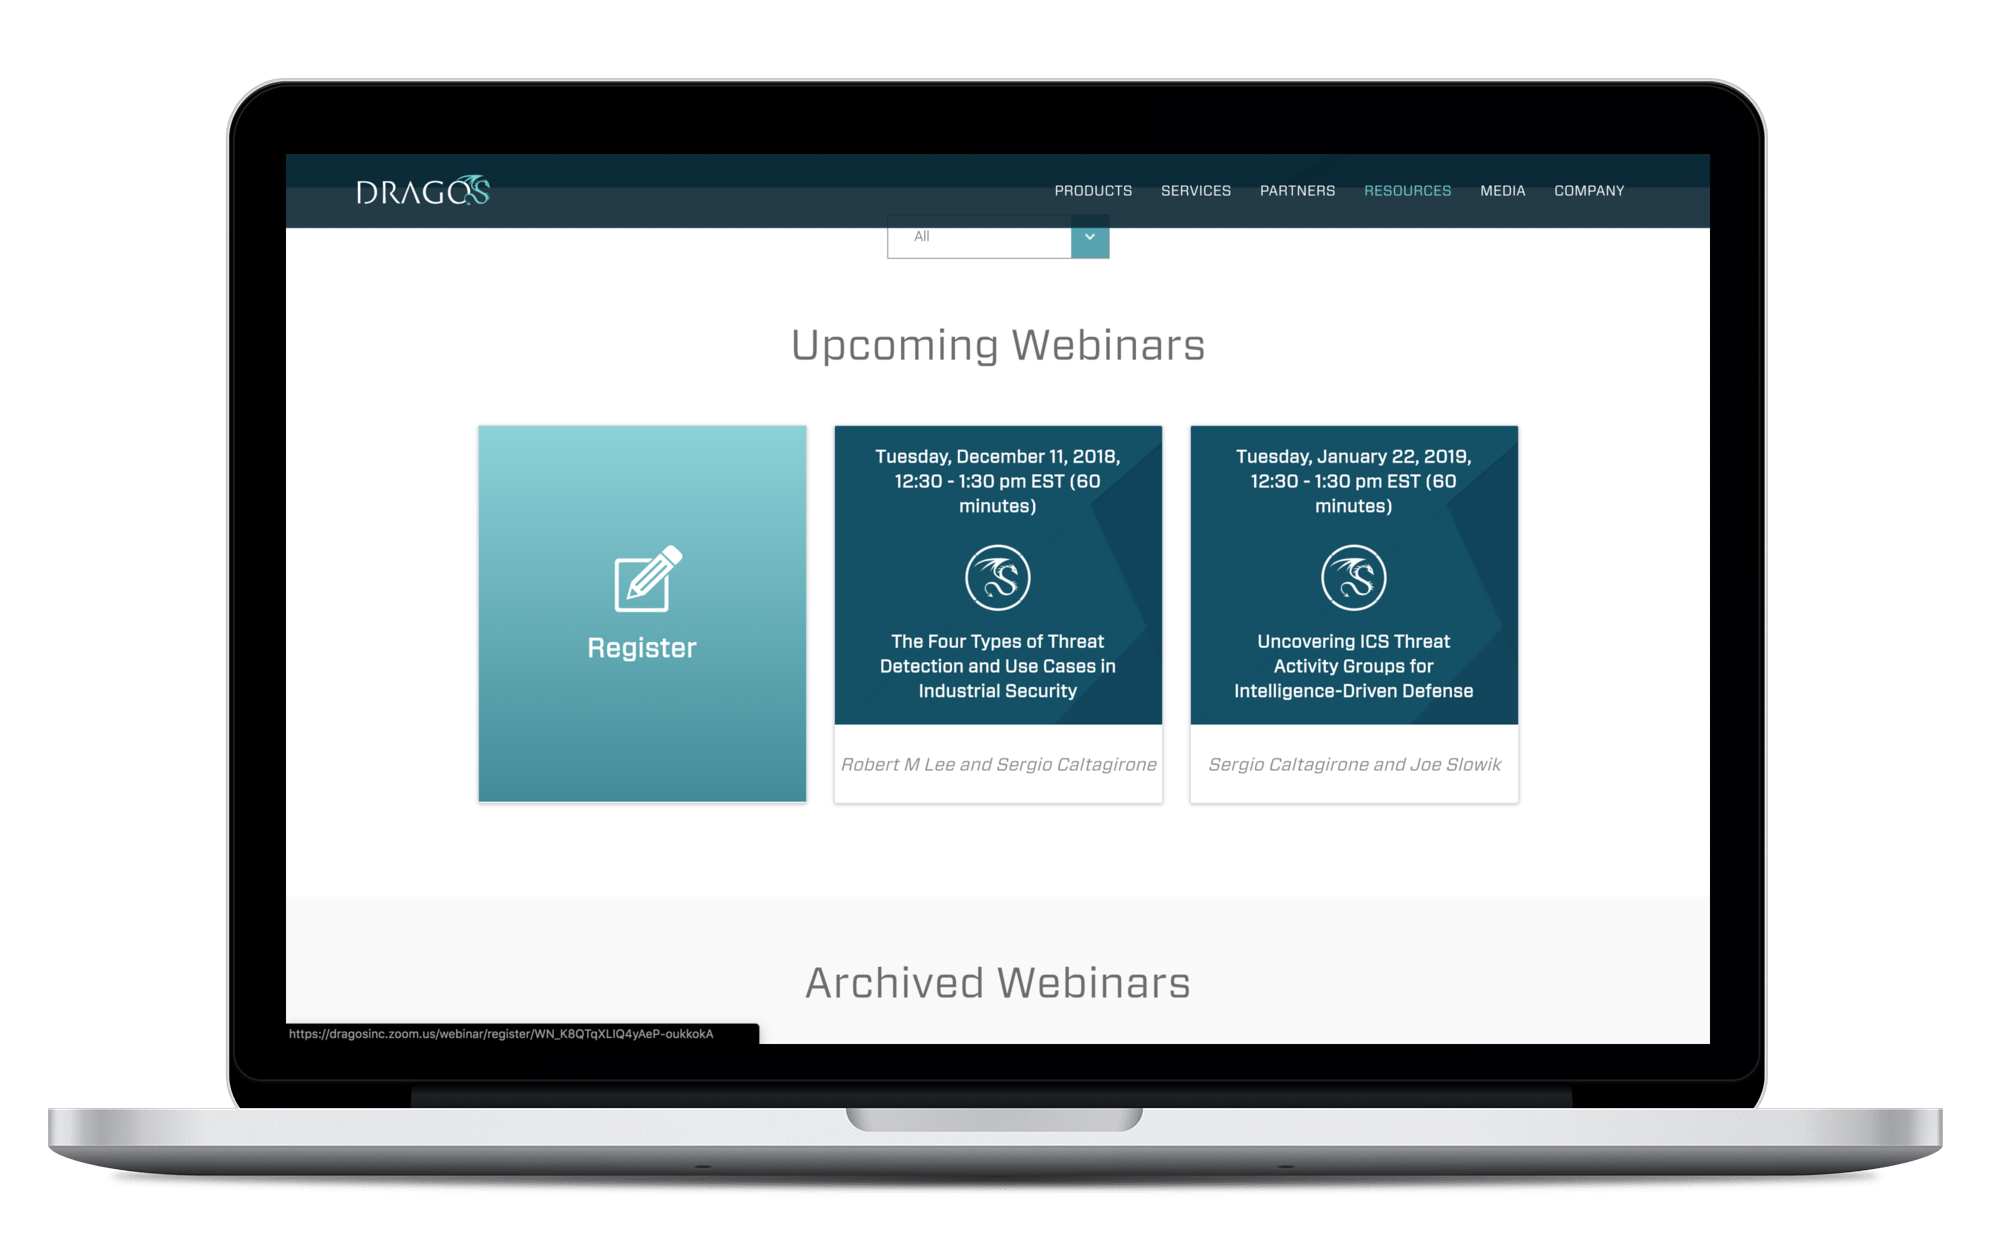 DRAGOS
PRODUCTS SERVICES PARTNERS RESOURCES MEDIA COMPANY
All
Upcoming Webinars
Register
Tuesday, December 11, 2018,
12:30 - 1:30 pm EST (60
minutes)
The Four Types of Threat
Detection and Use Cases in
Industrial Security
Robert M Lee and Sergio Caltagirone
Tuesday, January 22, 2019,
12:30 - 1:30 pm EST (60
minutes)
Uncovering ICS Threat
Activity Groups for
Intelligence-Driven Defense
Sergio Caltagirone and Joe Slowik
Archived Webinars
https://dragosinc.zoom.us/webinar/register/WN_K8QTqXLIQ4yAeP-oukkokA